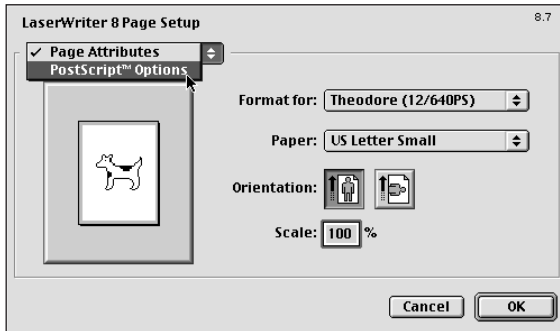 LaserWriter 8 Page Setup
8.7
✓ Page Attributes
PostScript™ Options
Format for: Theodore (12/640PS)
Paper: US Letter Small
Orientation:
Scale: 100 %
Cancel OK